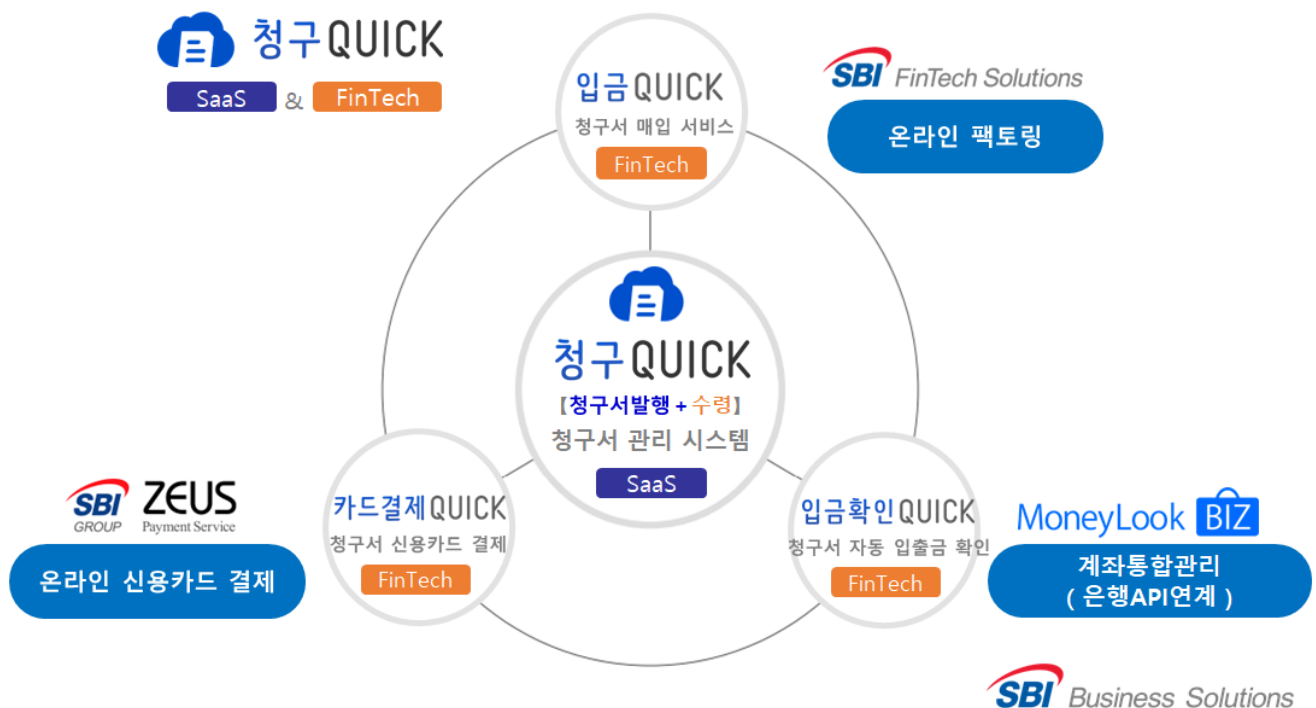 청구QUICK
SaaS & FinTech
입금QUICK
청구서 매입 서비스
FinTech
SBI FinTech Solutions
온라인 팩토링
청구QUICK
【청구서발행 + 수령】
청구서 관리 시스템
SaaS
SBI GROUP
ZEUS
Payment Service
온라인 신용카드 결제
카드결제QUICK
청구서 신용카드 결제
FinTech
입금확인QUICK
청구서 자동 입출금 확인
FinTech
MoneyLook BIZ
계좌통합관리
( 은행API연계 )
SBI Business Solutions